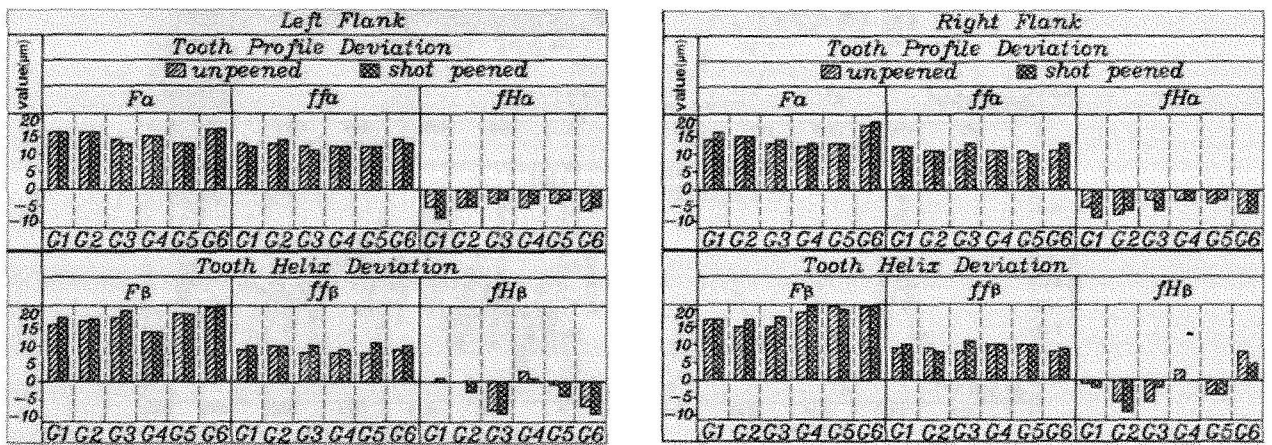 Left Flank
Tooth Profile Deviation
unpeened shot peened
Fα ffα fHα
value(μm)
20
15
10
5
0
-5
-10
G1 G2 G3 G4 G5 G6 G1 G2 G3 G4 G5 G6 G1 G2 G3 G4 G5 G6
Tooth Helix Deviation
Fβ ffβ fHβ
20
15
10
5
0
-5
-10
G1 G2 G3 G4 G5 G6 G1 G2 G3 G4 G5 G6 G1 G2 G3 G4 G5 G6
Right Flank
Tooth Profile Deviation
unpeened shot peened
Fα ffα fHα
value(μm)
20
15
10
5
0
-5
-10
G1 G2 G3 G4 G5 G6 G1 G2 G3 G4 G5 G6 G1 G2 G3 G4 G5 G6
Tooth Helix Deviation
Fβ ffβ fHβ
20
15
10
5
0
-5
-10
G1 G2 G3 G4 G5 G6 G1 G2 G3 G4 G5 G6 G1 G2 G3 G4 G5 G6